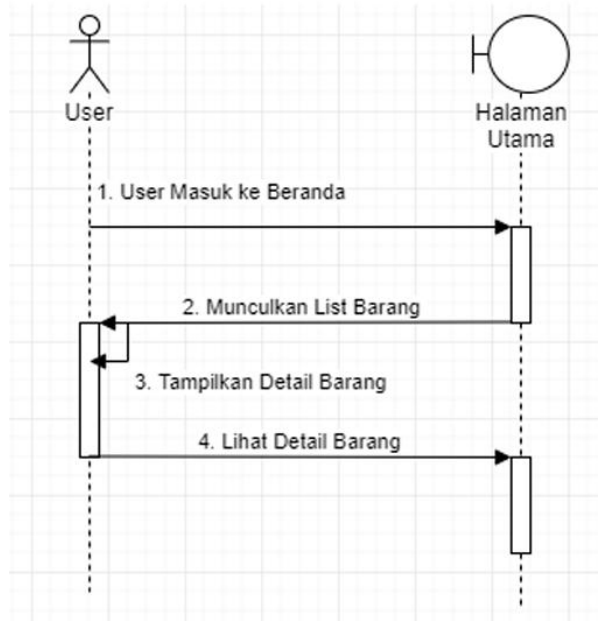 User
Halaman
Utama
1. User Masuk ke Beranda
2. Munculkan List Barang
3. Tampilkan Detail Barang
4. Lihat Detail Barang